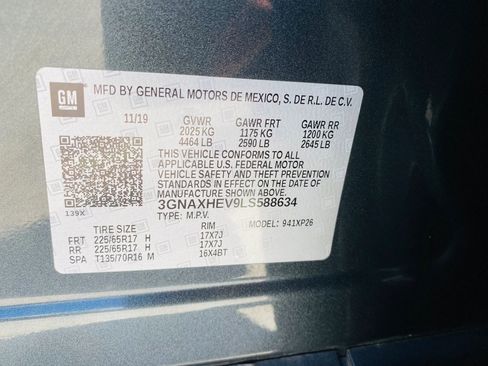 GM
MFD BY GENERAL MOTORS DE MEXICO, S. DE R.L. DE C.V.
11/19 GVWR GAWR FRT GAWR RR
2025 KG 1175 KG 1200 KG
4464 LB 2590 LB 2645 LB
THIS VEHICLE CONFORMS TO ALL
APPLICABLE U.S. FEDERAL MOTOR
VEHICLE SAFETY STANDARDS IN
EFFECT ON THE DATE OF
MANUFACTURE SHOWN ABOVE.
139X 3GNAXHEV9LS588634
TYPE: M.P.V. MODEL: 941XP26
TIRE SIZE RIM
FRT 225/65R17 H 17X7J
RR 225/65R17 H 17X7J
SPA T135/70R16 M 16X4BT